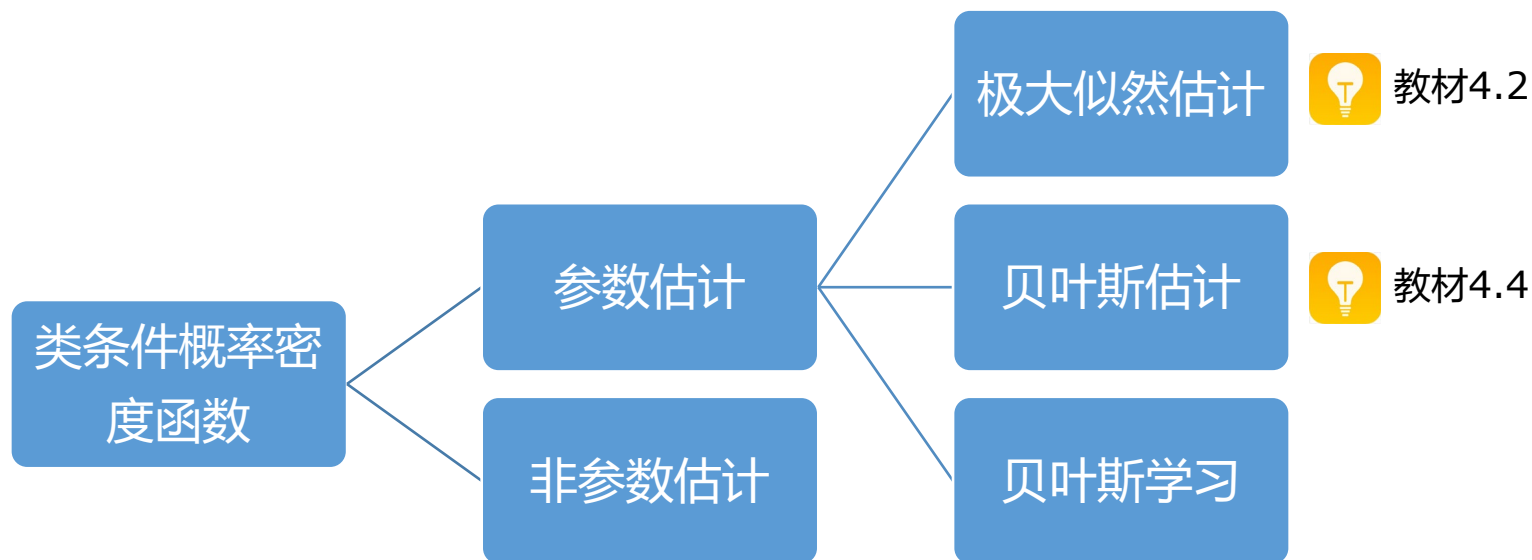 极大似然估计
教材4.2
参数估计
贝叶斯估计
教材4.4
类条件概率密
度函数
非参数估计
贝叶斯学习